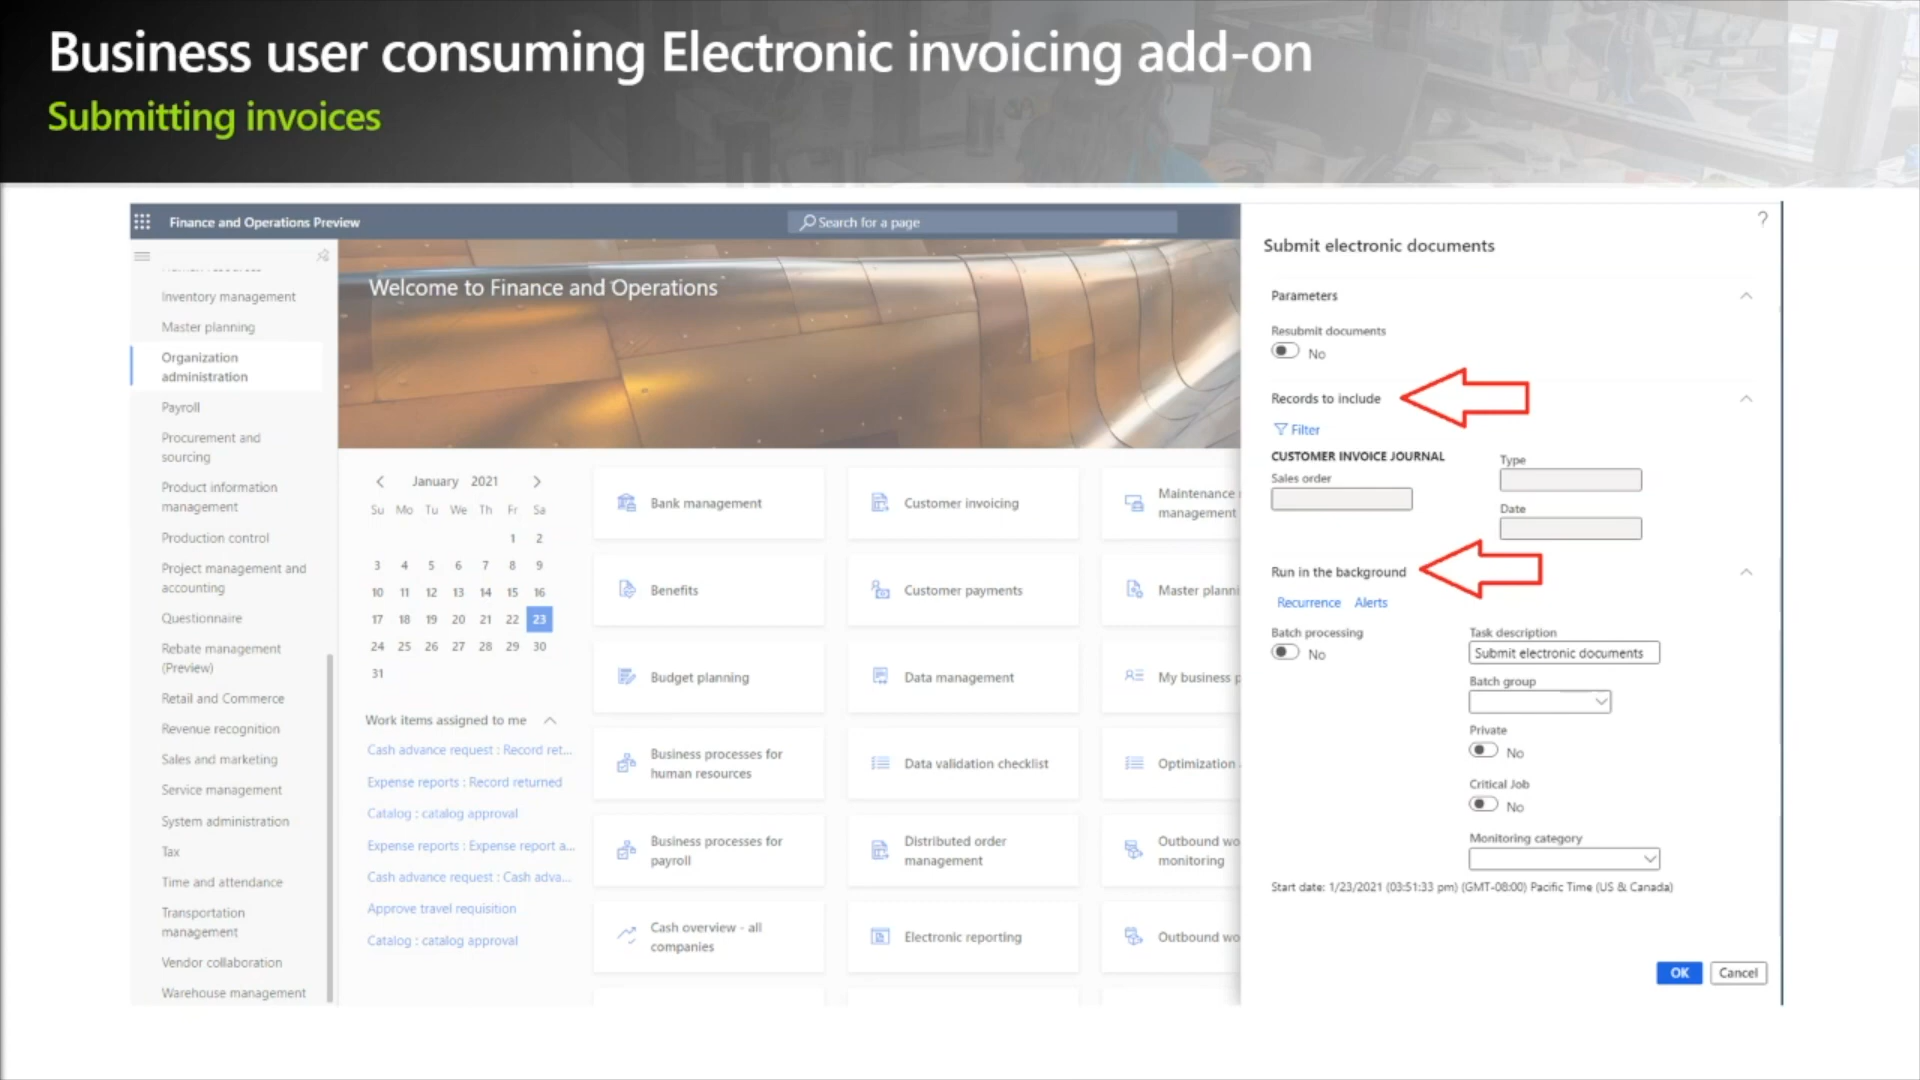 Business user consuming Electronic invoicing add-on
Submitting invoices
Finance and Operations Preview
Search for a page
?
Inventory management
Master planning
Organization
administration
Payroll
Procurement and
sourcing
Product information
management
Production control
Project management and
accounting
Questionnaire
Rebate management
(Preview)
Retail and Commerce
Revenue recognition
Sales and marketing
Service management
System administration
Tax
Time and attendance
Transportation
management
Vendor collaboration
Warehouse management
Welcome to Finance and Operations
January 2021
Su Mo Tu We Th Fr Sa
1 2
3 4 5 6 7 8 9
10 11 12 13 14 15 16
17 18 19 20 21 22 23
24 25 26 27 28 29 30
31
Work items assigned to me
Cash advance request : Record ret...
Expense reports : Record returned
Catalog : catalog approval
Expense reports : Expense report a...
Cash advance request : Cash adva...
Approve travel requisition
Catalog : catalog approval
Bank management
Benefits
Budget planning
Business processes for
human resources
Business processes for
payroll
Cash overview - all
companies
Customer invoicing
Customer payments
Data management
Data validation checklist
Distributed order
management
Electronic reporting
Maintenance
management
Master planni
My business p
Optimization
Outbound wo
monitoring
Outbound wo
Submit electronic documents
Parameters
Resubmit documents
No
Records to include
Filter
CUSTOMER INVOICE JOURNAL
Sales order
Type
Date
Run in the background
Recurrence Alerts
Batch processing
No
Task description
Submit electronic documents
Batch group
Private
No
Critical Job
No
Monitoring category
Start date: 1/23/2021 (03:51:33 pm) (GMT-08:00) Pacific Time (US & Canada)
OK Cancel